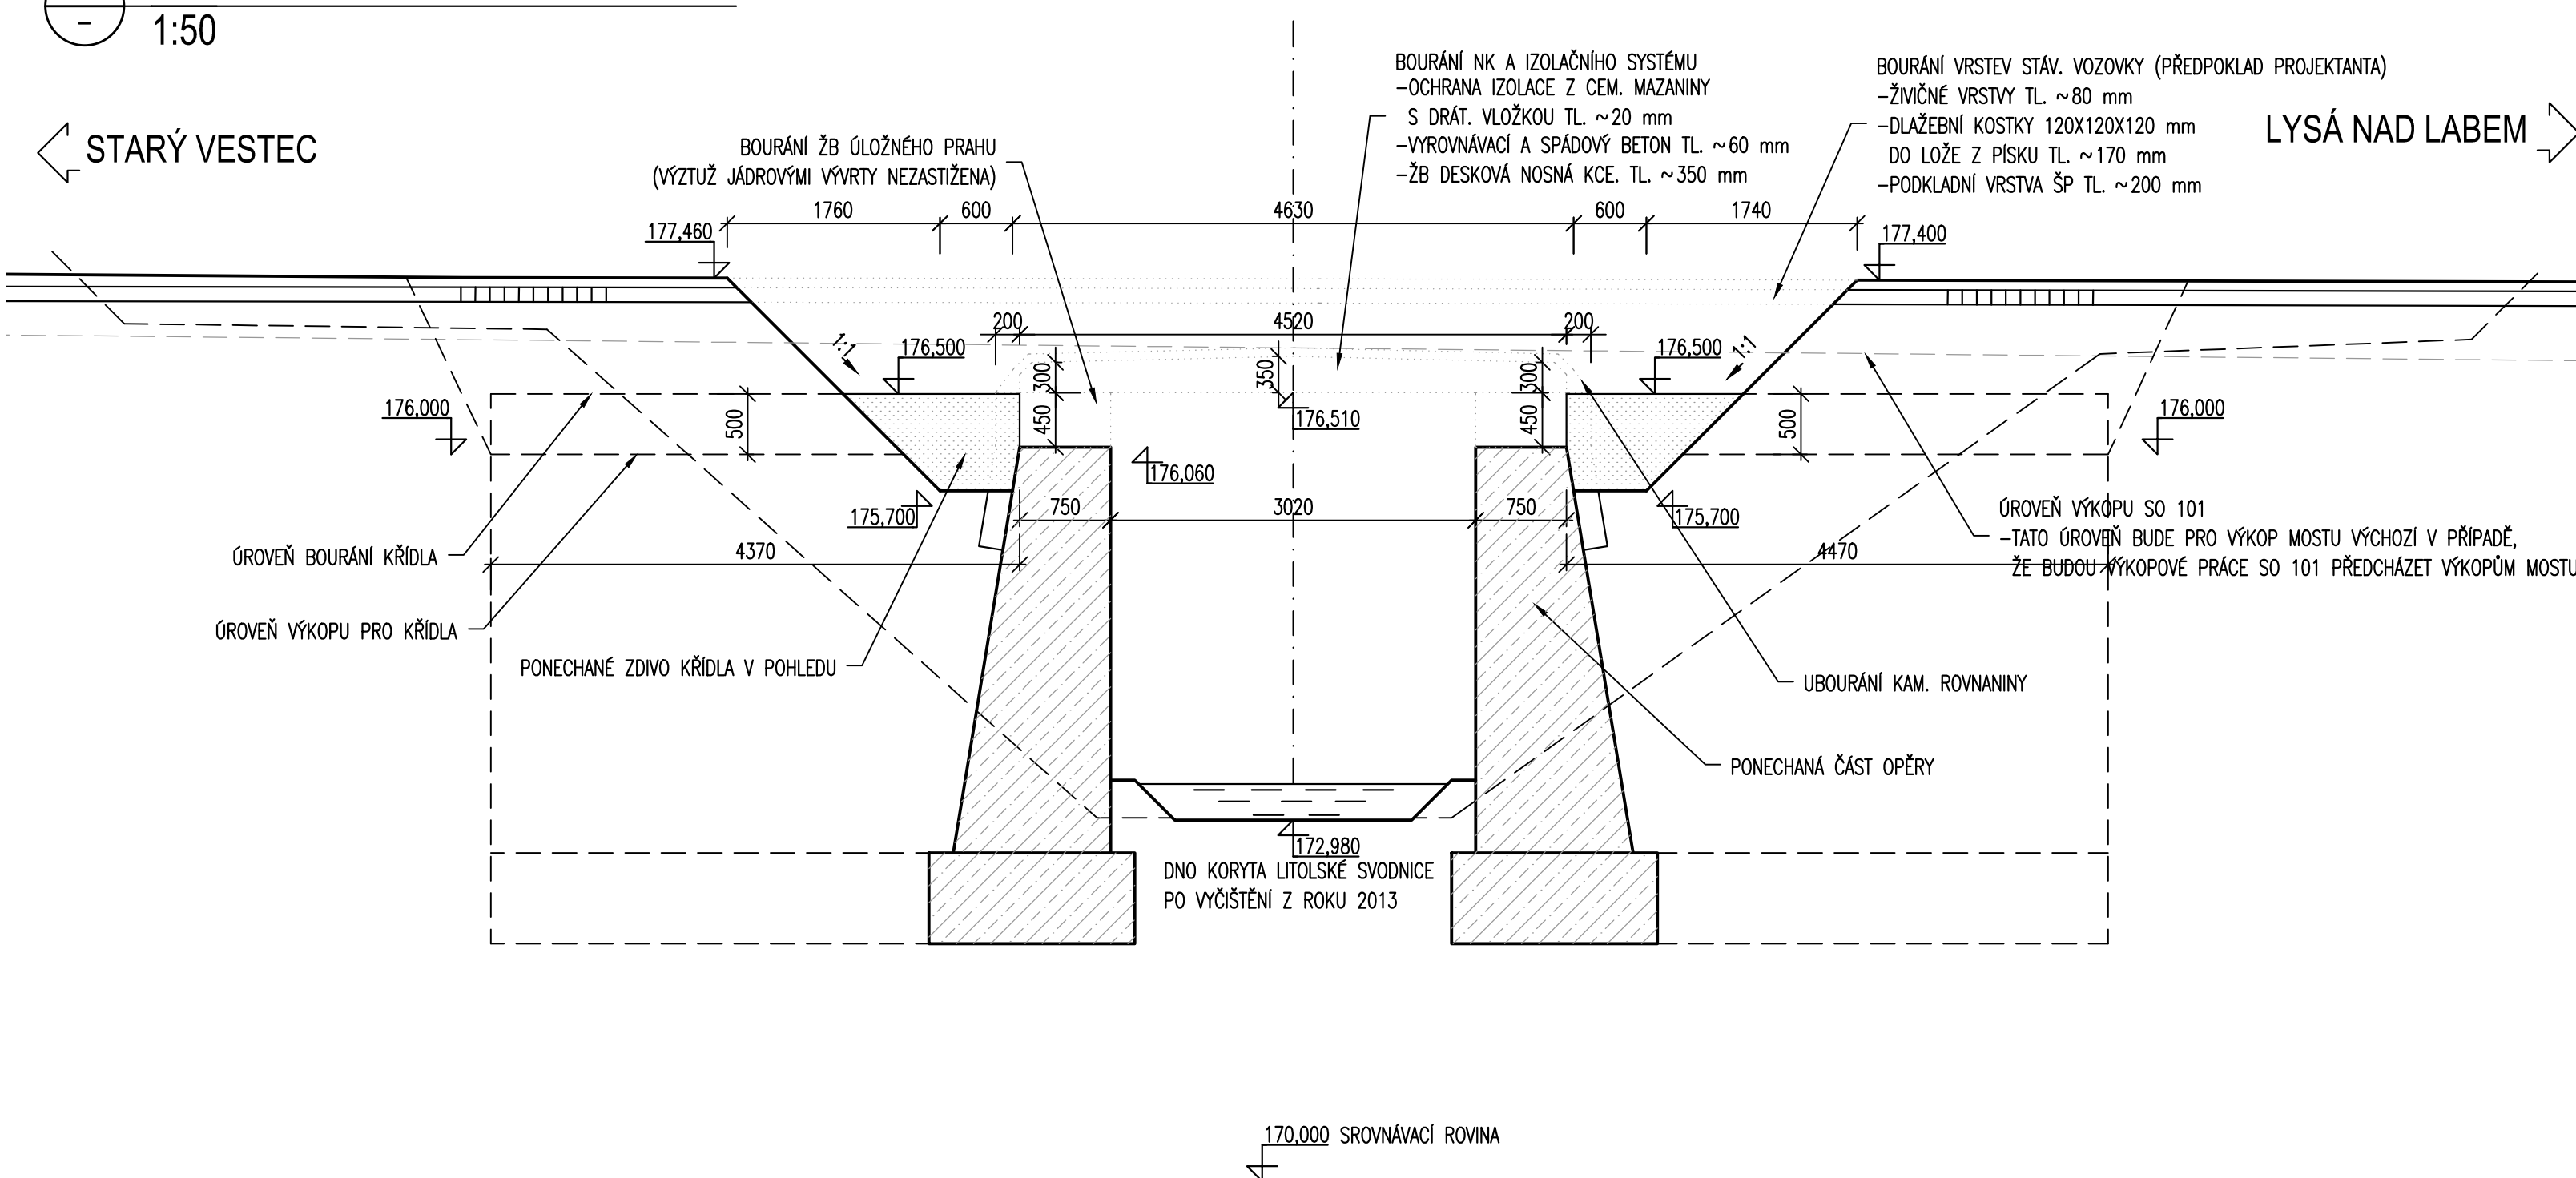 –
1:50
STARÝ VESTEC
LYSÁ NAD LABEM
BOURÁNÍ NK A IZOLAČNÍHO SYSTÉMU
–OCHRANA IZOLACE Z CEM. MAZANINY
S DRÁT. VLOŽKOU TL. ~20 mm
–VYROVNÁVACÍ A SPÁDOVÝ BETON TL. ~60 mm
–ŽB DESKOVÁ NOSNÁ KCE. TL. ~350 mm
BOURÁNÍ VRSTEV STÁV. VOZOVKY (PŘEDPOKLAD PROJEKTANTA)
–ŽIVIČNÉ VRSTVY TL. ~80 mm
–DLAŽEBNÍ KOSTKY 120X120X120 mm
DO LOŽE Z PÍSKU TL. ~170 mm
–PODKLADNÍ VRSTVA ŠP TL. ~200 mm
BOURÁNÍ ŽB ÚLOŽNÉHO PRAHU
(VÝZTUŽ JÁDROVÝMI VÝVRTY NEZASTIŽENA)
1760 600 4630 600 1740
177,460 177,400
200 4520 200
1:1 176,500 176,500 1:1
300 350 300
176,000 500 450 176,510 450 500 176,000
176,060
175,700 750 3020 750 175,700
ÚROVEŇ VÝKOPU SO 101
–TATO ÚROVEŇ BUDE PRO VÝKOP MOSTU VÝCHOZÍ V PŘÍPADĚ,
ŽE BUDOU VÝKOPOVÉ PRÁCE SO 101 PŘEDCHÁZET VÝKOPŮM MOSTU
4370 4470
ÚROVEŇ BOURÁNÍ KŘÍDLA
ÚROVEŇ VÝKOPU PRO KŘÍDLA
PONECHANÉ ZDIVO KŘÍDLA V POHLEDU
UBOURÁNÍ KAM. ROVNANINY
PONECHANÁ ČÁST OPĚRY
172,980
DNO KORYTA LITOLSKÉ SVODNICE
PO VYČIŠTĚNÍ Z ROKU 2013
170,000 SROVNÁVACÍ ROVINA